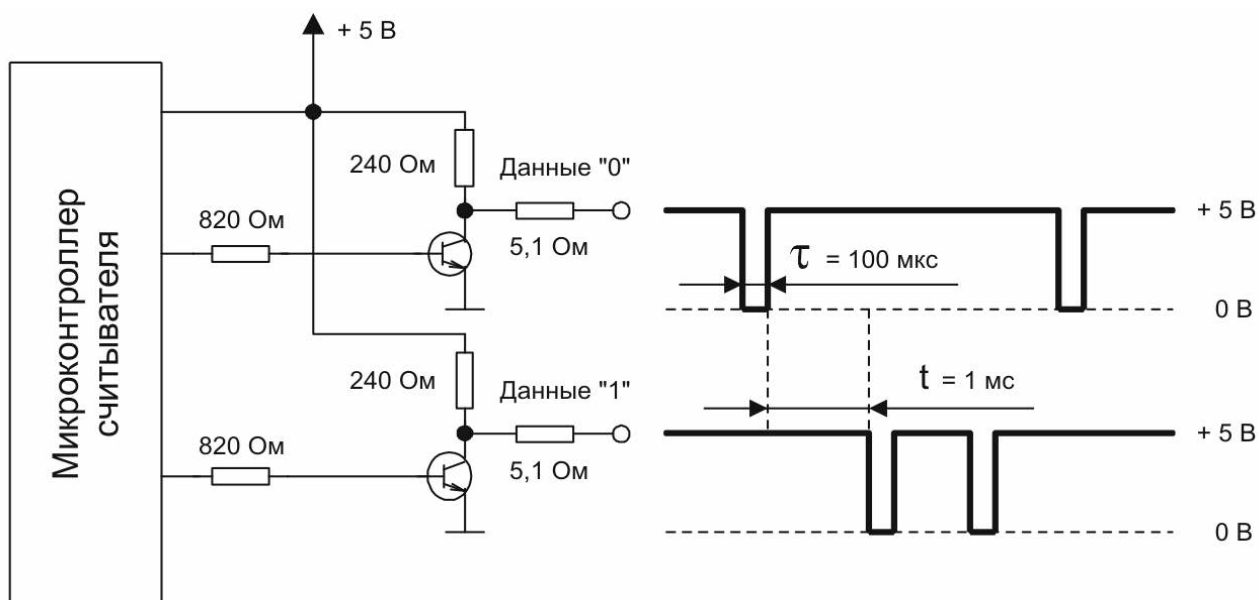 + 5 В
240 Ом
Данные "0"
820 Ом
5,1 Ом
+ 5 В
τ = 100 мкс
0 В
Микроконтроллер
считывателя
240 Ом
Данные "1"
t = 1 мс
820 Ом
5,1 Ом
+ 5 В
0 В